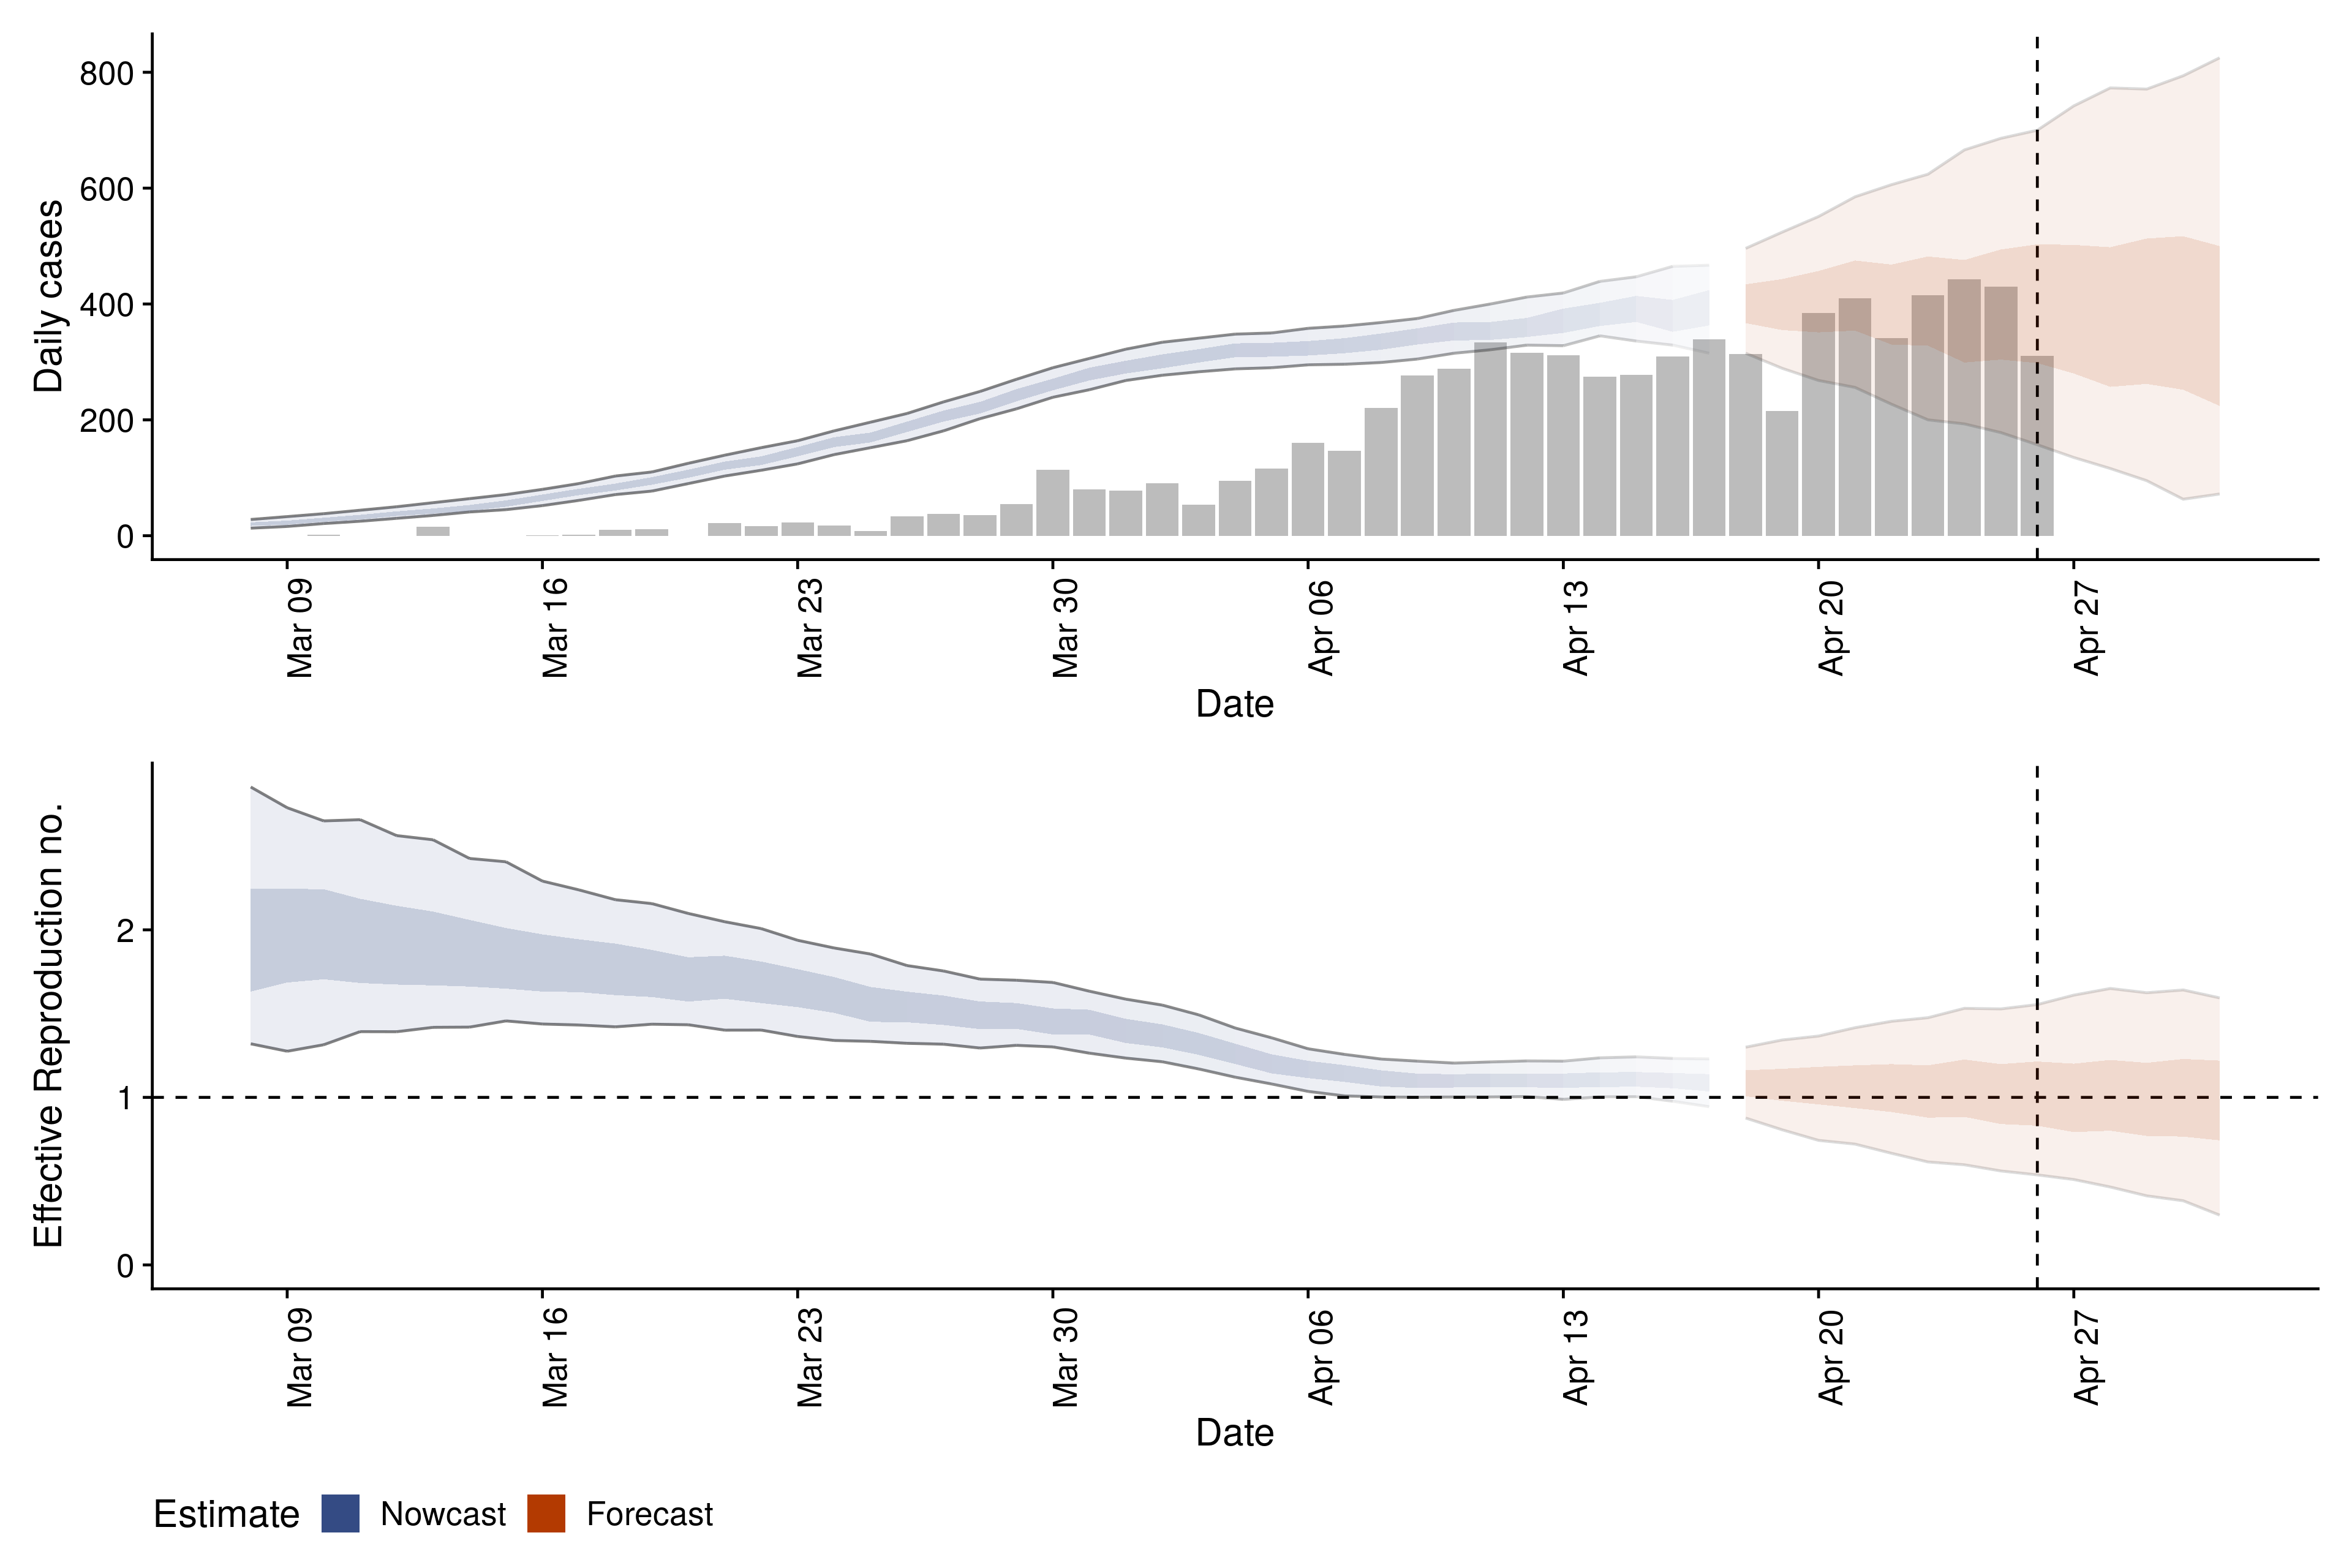 Daily cases
800
600
400
200
0
Mar 09
Mar 16
Mar 23
Mar 30
Apr 06
Apr 13
Apr 20
Apr 27
Date
Effective Reproduction no.
2
1
0
Mar 09
Mar 16
Mar 23
Mar 30
Apr 06
Apr 13
Apr 20
Apr 27
Date
Estimate Nowcast Forecast